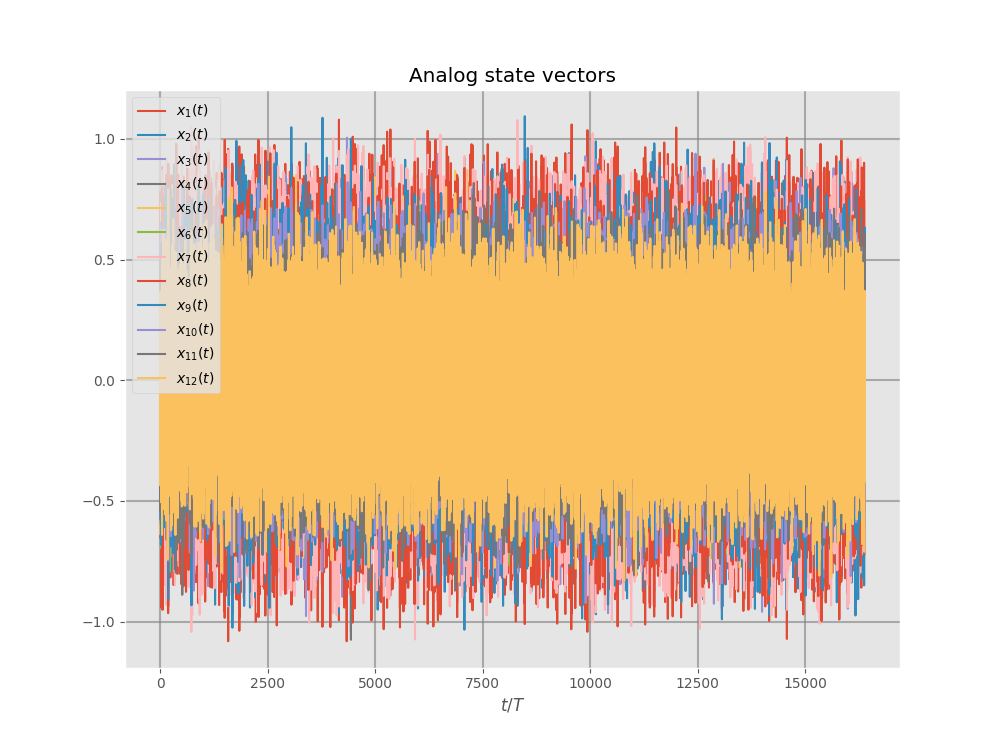 Analog state vectors
x₁(t)
x₂(t)
x₃(t)
x₄(t)
x₅(t)
x₆(t)
x₇(t)
x₈(t)
x₉(t)
x₁₀(t)
x₁₁(t)
x₁₂(t)
1.0
0.5
0.0
−0.5
−1.0
0 2500 5000 7500 10000 12500 15000
t/T